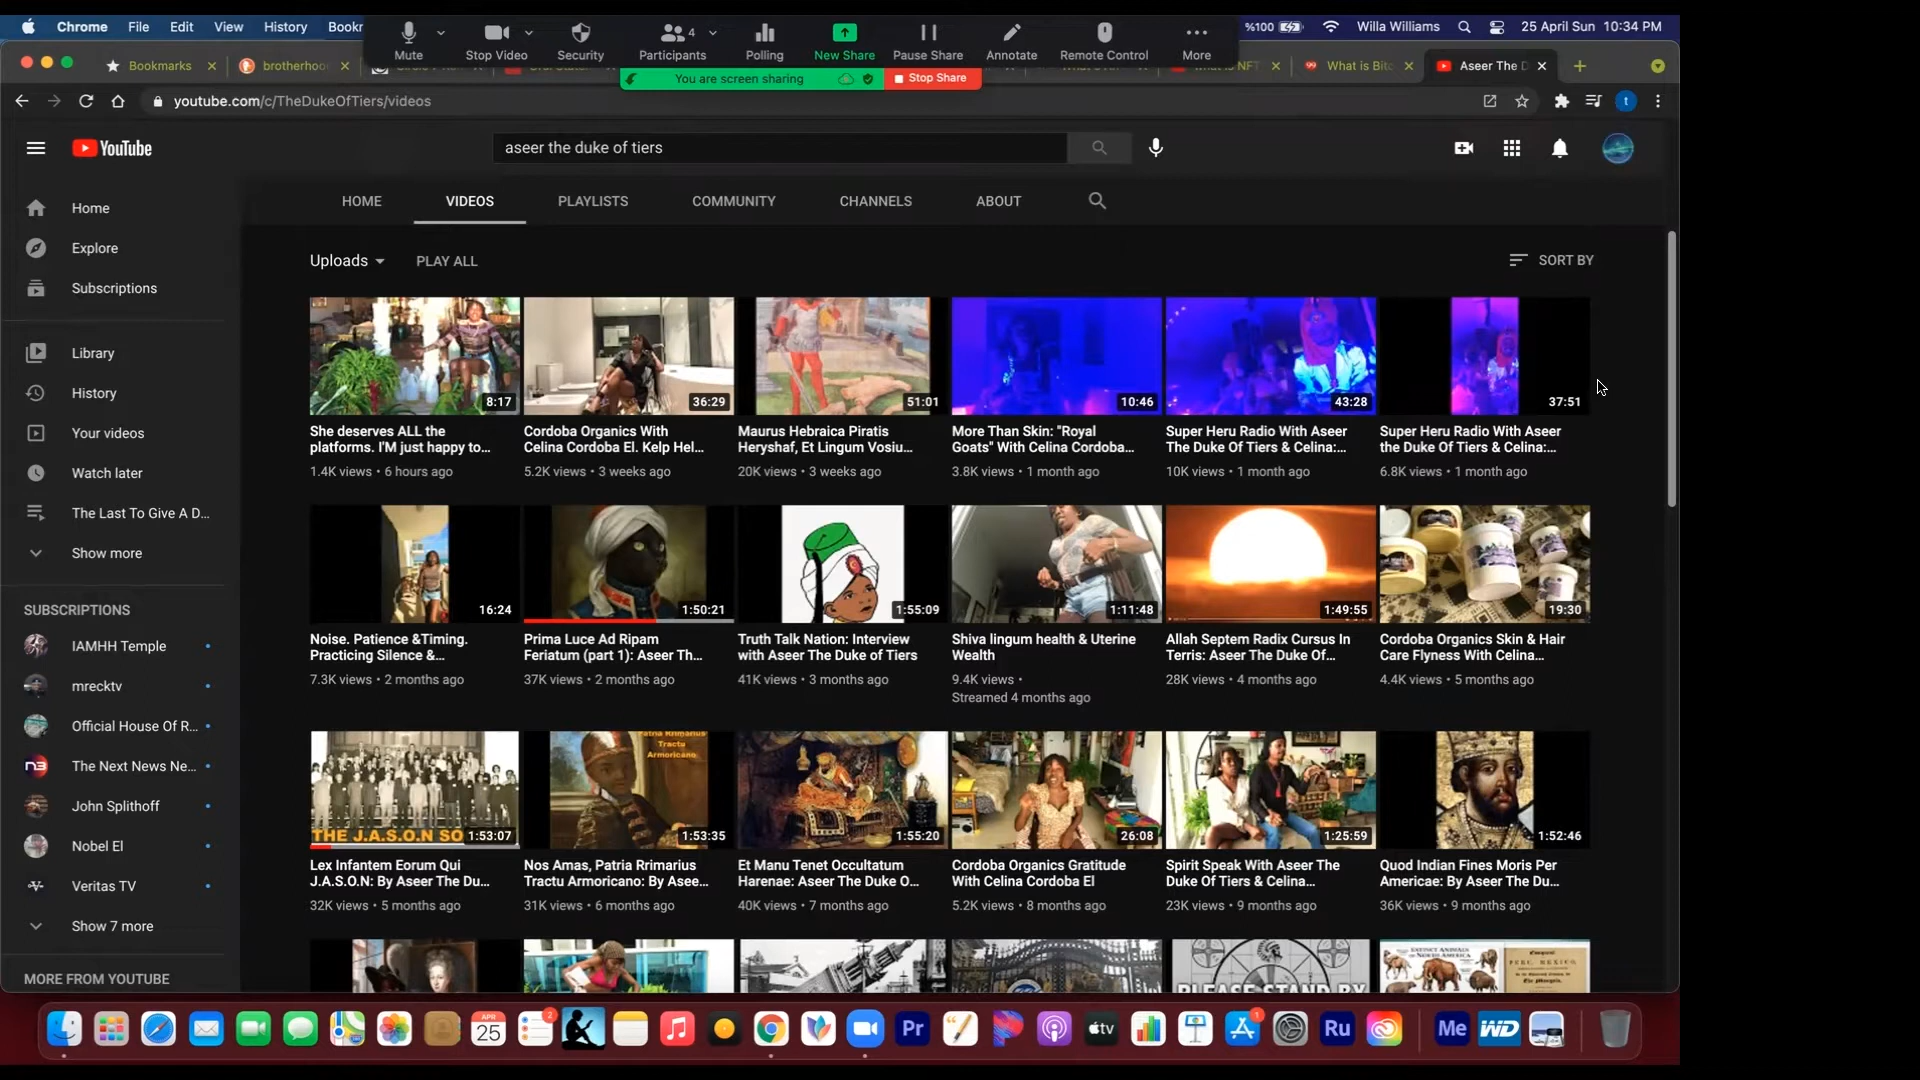 Chrome File Edit View History Bookr
%100 Willa Williams 25 April Sun 10:34 PM
Mute Stop Video Security Participants 4 Polling New Share Pause Share Annotate Remote Control More
You are screen sharing Stop Share
Bookmarks brotherhoo What is Bitc Aseer The D
youtube.com/c/TheDukeOfTiers/videos
YouTube
aseer the duke of tiers
HOME VIDEOS PLAYLISTS COMMUNITY CHANNELS ABOUT
Uploads PLAY ALL SORT BY
Home
Explore
Subscriptions
Library
History
Your videos
Watch later
The Last To Give A D...
Show more
SUBSCRIPTIONS
IAMHH Temple
mrecktv
Official House Of R...
The Next News Ne...
John Splithoff
Nobel El
Veritas TV
Show 7 more
MORE FROM YOUTUBE
8:17
She deserves ALL the
platforms. I'M just happy to...
1.4K views • 6 hours ago
36:29
Cordoba Organics With
Celina Cordoba El. Kelp Hel...
5.2K views • 3 weeks ago
51:01
Maurus Hebraica Piratis
Heryshaf, Et Lingum Vosiu...
20K views • 3 weeks ago
10:46
More Than Skin: "Royal
Goats" With Celina Cordoba...
3.8K views • 1 month ago
43:28
Super Heru Radio With Aseer
The Duke Of Tiers & Celina:...
10K views • 1 month ago
37:51
Super Heru Radio With Aseer
the Duke Of Tiers & Celina:...
6.8K views • 1 month ago
16:24
Noise. Patience &Timing.
Practicing Silence &...
7.3K views • 2 months ago
1:50:21
Prima Luce Ad Ripam
Feriatum (part 1): Aseer Th...
37K views • 2 months ago
1:55:09
Truth Talk Nation: Interview
with Aseer The Duke of Tiers
41K views • 3 months ago
1:11:48
Shiva lingum health & Uterine
Wealth
9.4K views •
Streamed 4 months ago
1:49:55
Allah Septem Radix Cursus In
Terris: Aseer The Duke Of...
28K views • 4 months ago
19:30
Cordoba Organics Skin & Hair
Care Flyness With Celina...
4.4K views • 5 months ago
THE J.A.S.O.N SO
1:53:07
Lex Infantem Eorum Qui
J.A.S.O.N: By Aseer The Du...
32K views • 5 months ago
Tractu
Armoricano
1:53:35
Nos Amas, Patria Rrimarius
Tractu Armoricano: By Asee...
31K views • 6 months ago
1:55:20
Et Manu Tenet Occultatum
Harenae: Aseer The Duke O...
40K views • 7 months ago
26:08
Cordoba Organics Gratitude
With Celina Cordoba El
5.2K views • 8 months ago
1:25:59
Spirit Speak With Aseer The
Duke Of Tiers & Celina...
23K views • 9 months ago
1:52:46
Quod Indian Fines Moris Per
Americae: By Aseer The Du...
36K views • 9 months ago
PLEASE STAND BY
APR
25
2
tv
Pr
1
Ru
Me
WD